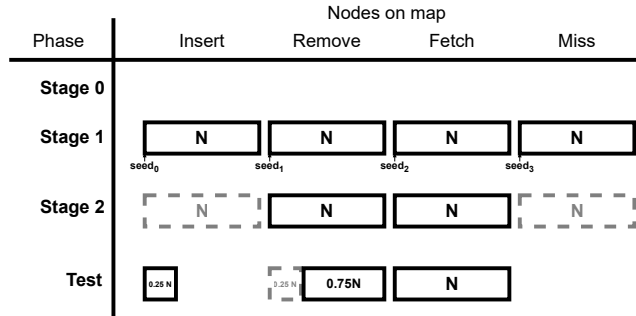 Nodes on map
Phase Insert Remove Fetch Miss
Stage 0
Stage 1 N N N N
seed0 seed1 seed2 seed3
Stage 2 N N N N
Test 0.25 N 0.25 N 0.75N N